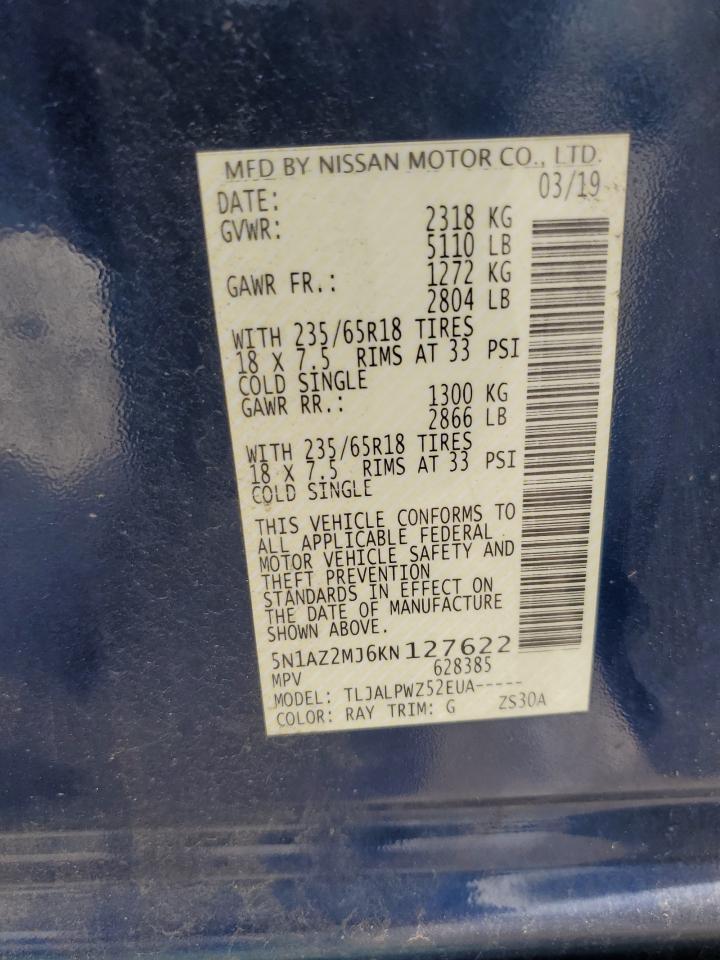 MFD BY NISSAN MOTOR CO., LTD.
DATE: 03/19
GVWR: 2318 KG
5110 LB
GAWR FR.: 1272 KG
2804 LB
WITH 235/65R18 TIRES
18 X 7.5 RIMS AT 33 PSI
COLD SINGLE
GAWR RR.: 1300 KG
2866 LB
WITH 235/65R18 TIRES
18 X 7.5 RIMS AT 33 PSI
COLD SINGLE
THIS VEHICLE CONFORMS TO
ALL APPLICABLE FEDERAL
MOTOR VEHICLE SAFETY AND
THEFT PREVENTION
STANDARDS IN EFFECT ON
THE DATE OF MANUFACTURE
SHOWN ABOVE.
5N1AZ2MJ6KN127622
MPV 628385
MODEL: TLJALPWZ52EUA-----
COLOR: RAY TRIM: G ZS30A